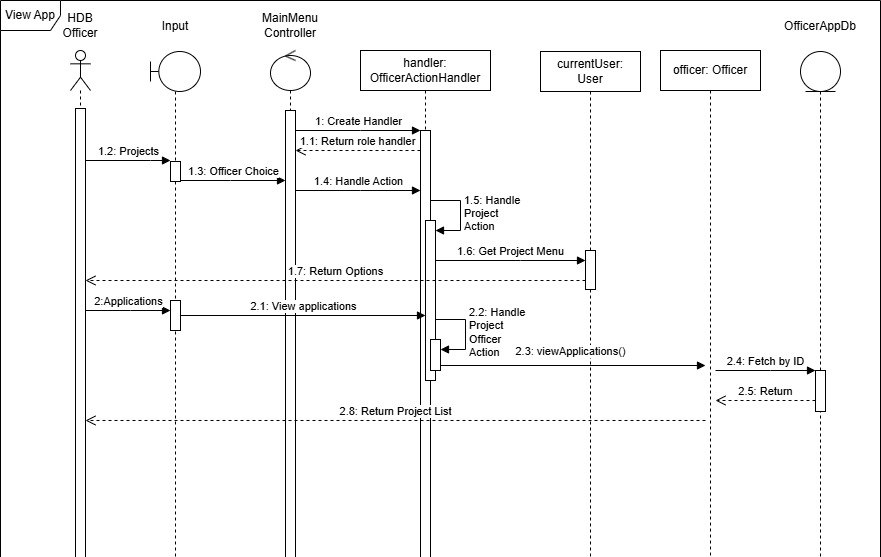 View App
HDB
Officer
Input
MainMenu
Controller
handler:
OfficerActionHandler
currentUser:
User
officer: Officer
OfficerAppDb
1: Create Handler
1.1: Return role handler
1.2: Projects
1.3: Officer Choice
1.4: Handle Action
1.5: Handle
Project
Action
1.6: Get Project Menu
1.7: Return Options
2:Applications
2.1: View applications
2.2: Handle
Project
Officer
Action
2.3: viewApplications()
2.4: Fetch by ID
2.5: Return
2.8: Return Project List